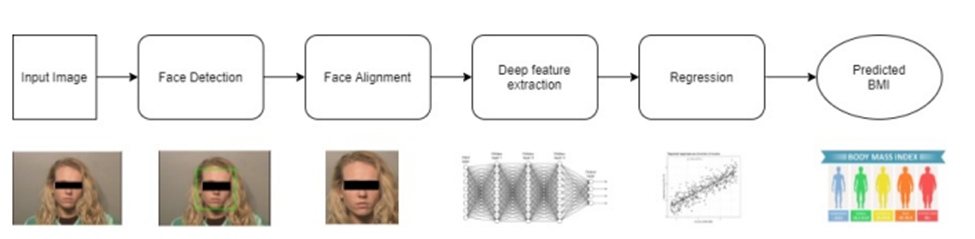 Input Image
Face Detection
Face Alignment
Deep feature
extraction
Regression
Predicted
BMI
BODY MASS INDEX